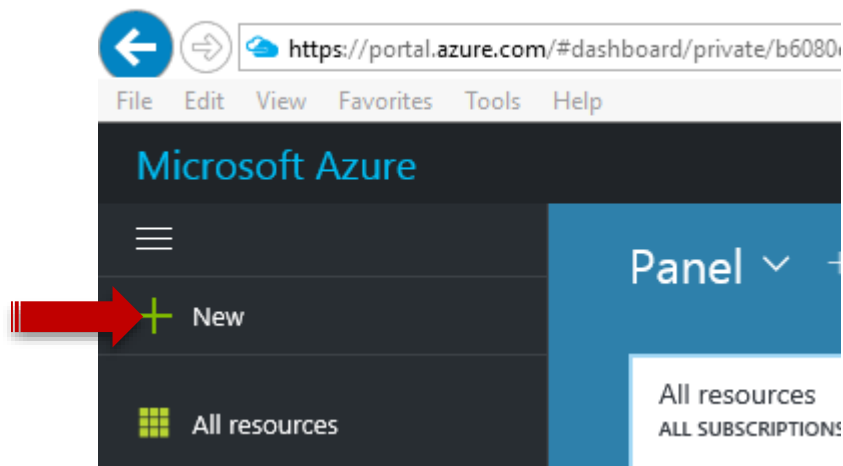 https://portal.azure.com/#dashboard/private/b6080
File Edit View Favorites Tools Help
Microsoft Azure
Panel
New
All resources
ALL SUBSCRIPTIONS
All resources